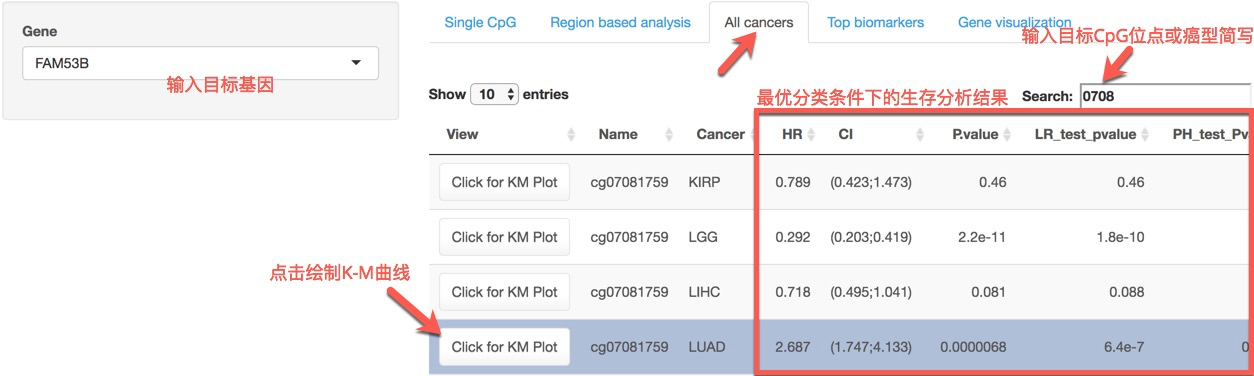 Gene
FAM53B
输入目标基因
Single CpG Region based analysis All cancers Top biomarkers Gene visualization
输入目标CpG位点或癌型简写
Show 10 entries
最优分类条件下的生存分析结果
Search: 0708
View Name Cancer HR CI P.value LR_test_pvalue PH_test_Pv
Click for KM Plot cg07081759 KIRP 0.789 (0.423;1.473) 0.46 0.46
Click for KM Plot cg07081759 LGG 0.292 (0.203;0.419) 2.2e-11 1.8e-10
点击绘制K-M曲线
Click for KM Plot cg07081759 LIHC 0.718 (0.495;1.041) 0.081 0.088
Click for KM Plot cg07081759 LUAD 2.687 (1.747;4.133) 0.0000068 6.4e-7 0